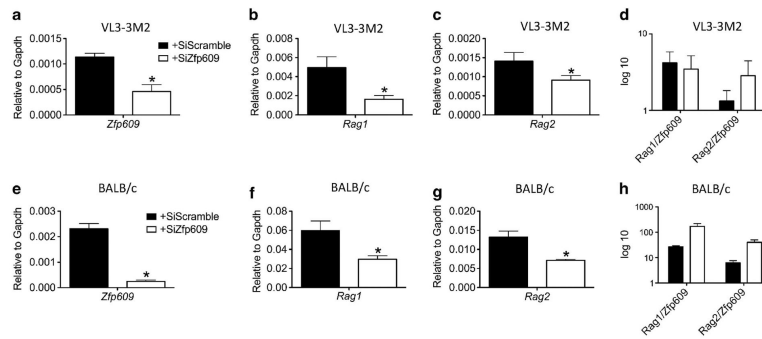 a
VL3-3M2
Relative to Gapdh
0.0015
0.0010
0.0005
0.0000
+SiScramble
+SiZfp609
*
Zfp609
b
VL3-3M2
Relative to Gapdh
0.008
0.006
0.004
0.002
0.000
*
Rag1
c
VL3-3M2
Relative to Gapdh
0.0020
0.0015
0.0010
0.0005
0.0000
*
Rag2
d
VL3-3M2
log 10
10
1
Rag1/Zfp609
Rag2/Zfp609
e
BALB/c
Relative to Gapdh
0.003
0.002
0.001
0.000
+SiScramble
+SiZfp609
*
Zfp609
f
BALB/c
Relative to Gapdh
0.08
0.06
0.04
0.02
0.00
*
Rag1
g
BALB/c
Relative to Gapdh
0.020
0.015
0.010
0.005
0.000
*
Rag2
h
BALB/c
log 10
1000
100
10
1
Rag1/Zfp609
Rag2/Zfp609